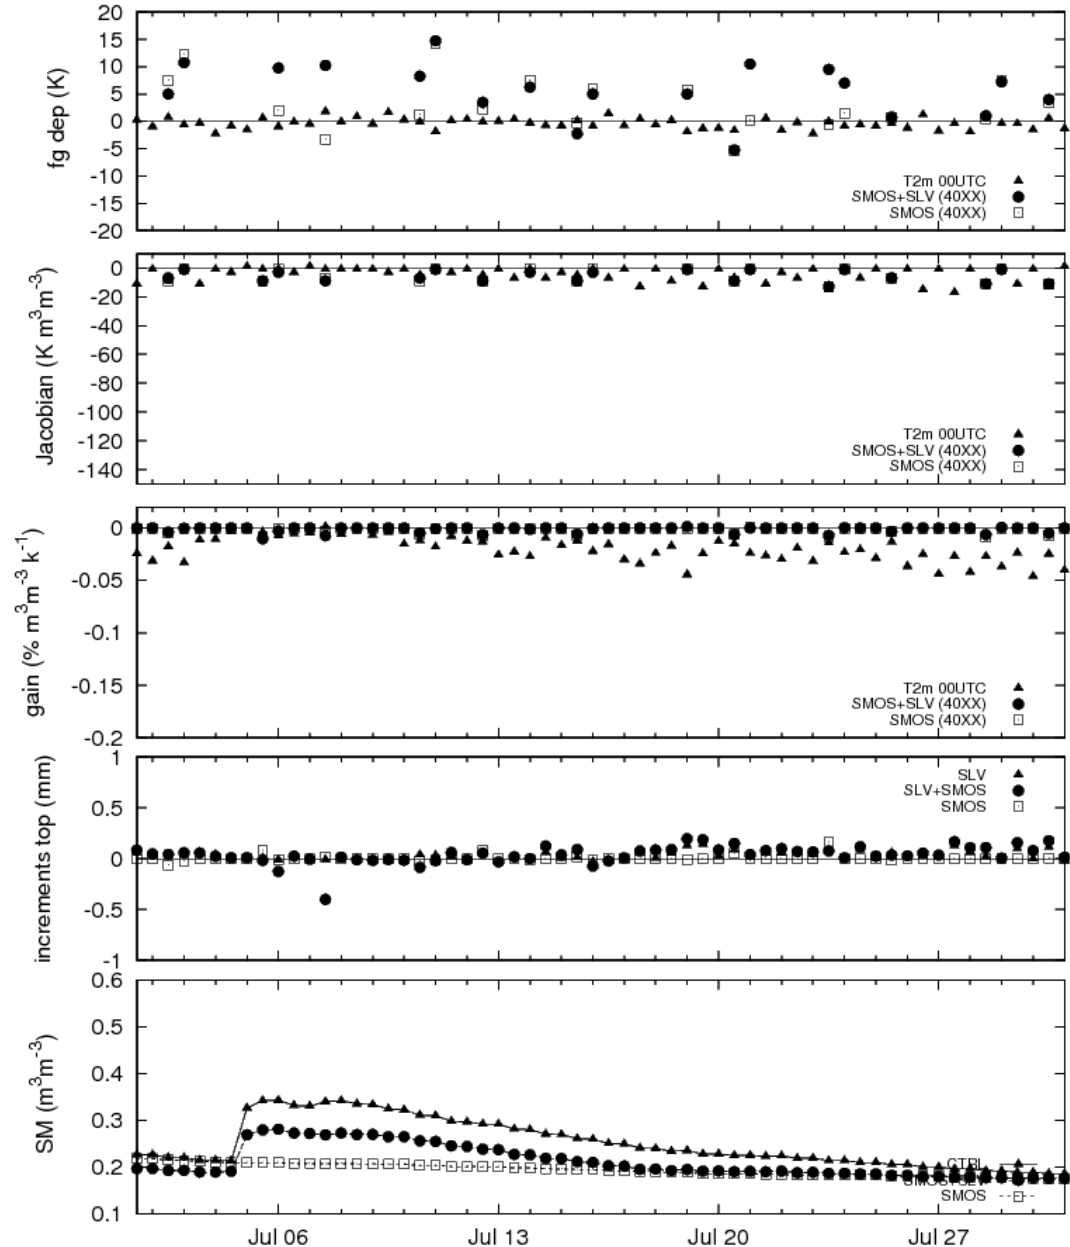 20
15
10
5
0
-5
-10
-15
-20
fg dep (K)
T2m 00UTC
SMOS+SLV (40XX)
SMOS (40XX)
0
-20
-40
-60
-80
-100
-120
-140
Jacobian (K m³m-³)
T2m 00UTC
SMOS+SLV (40XX)
SMOS (40XX)
0
-0.05
-0.1
-0.15
-0.2
gain (% m³m⁻³ k⁻¹)
T2m 00UTC
SMOS+SLV (40XX)
SMOS (40XX)
1
0.5
0
-0.5
-1
increments top (mm)
SLV
SLV+SMOS
SMOS
0.6
0.5
0.4
0.3
0.2
0.1
SM (m³m⁻³)
CTRL
SMOS+SLV
SMOS
Jul 06
Jul 13
Jul 20
Jul 27